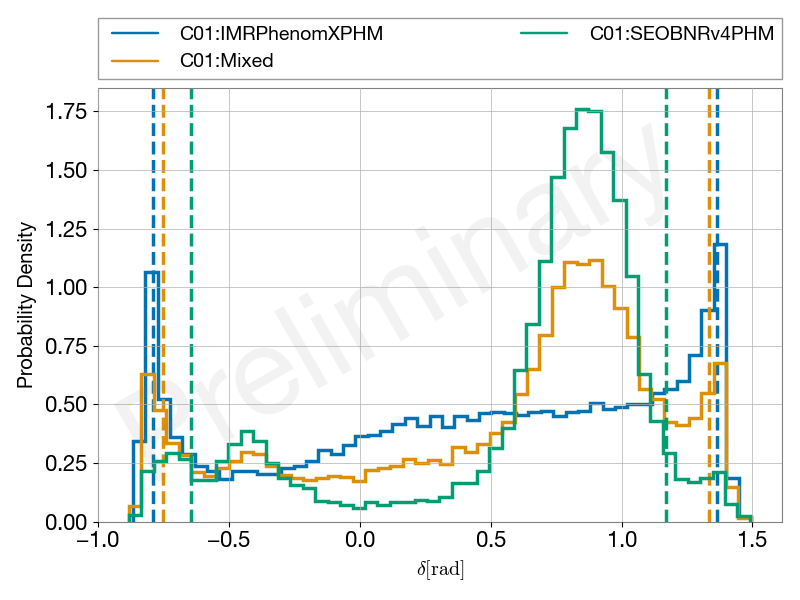 C01:IMRPhenomXPHM
C01:Mixed
C01:SEOBNRv4PHM
Preliminary
Probability Density
1.75
1.50
1.25
1.00
0.75
0.50
0.25
0.00
−1.0 −0.5 0.0 0.5 1.0 1.5
δ[rad]